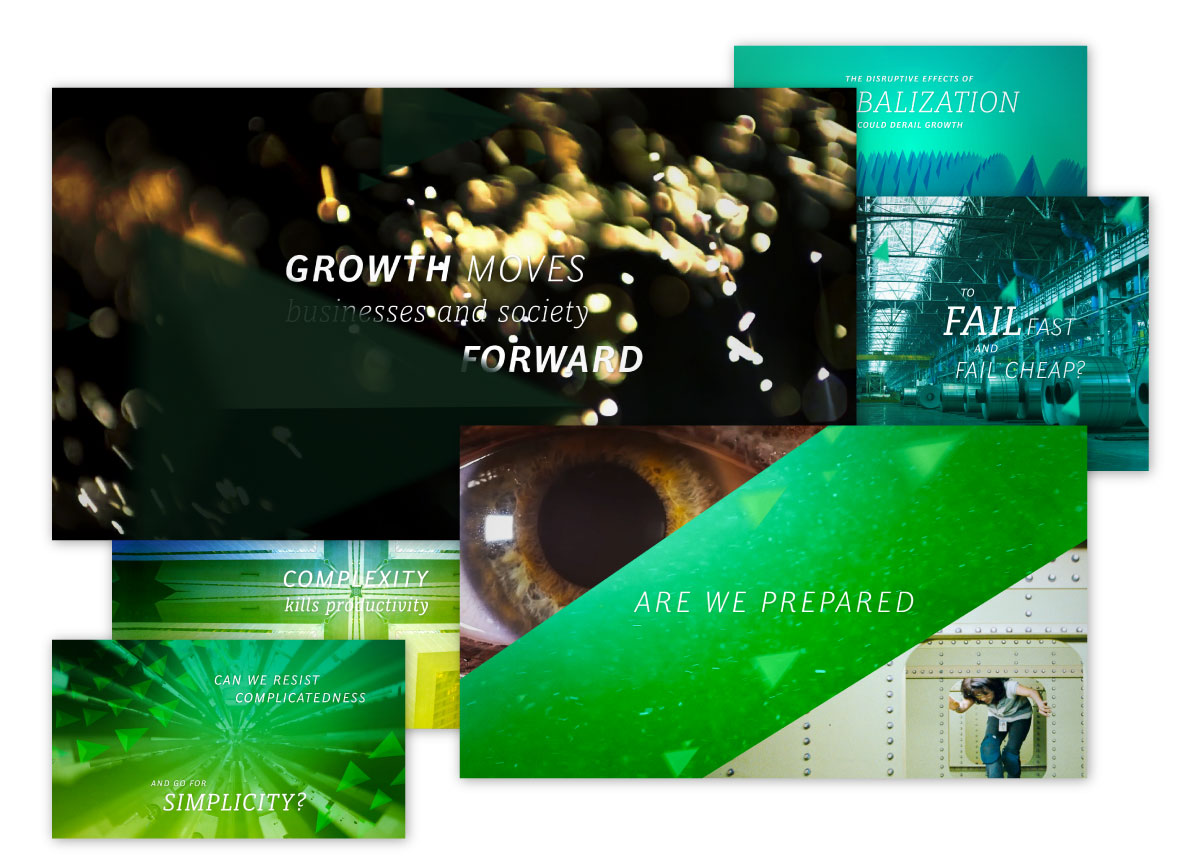 THE DISRUPTIVE EFFECTS OF
BALIZATION
COULD DERAIL GROWTH
GROWTH MOVES
businesses and society
FORWARD
TO
FAIL FAST
AND
FAIL CHEAP?
COMPLEXITY
kills productivity
ARE WE PREPARED
CAN WE RESIST
COMPLICATEDNESS
AND GO FOR
SIMPLICITY?